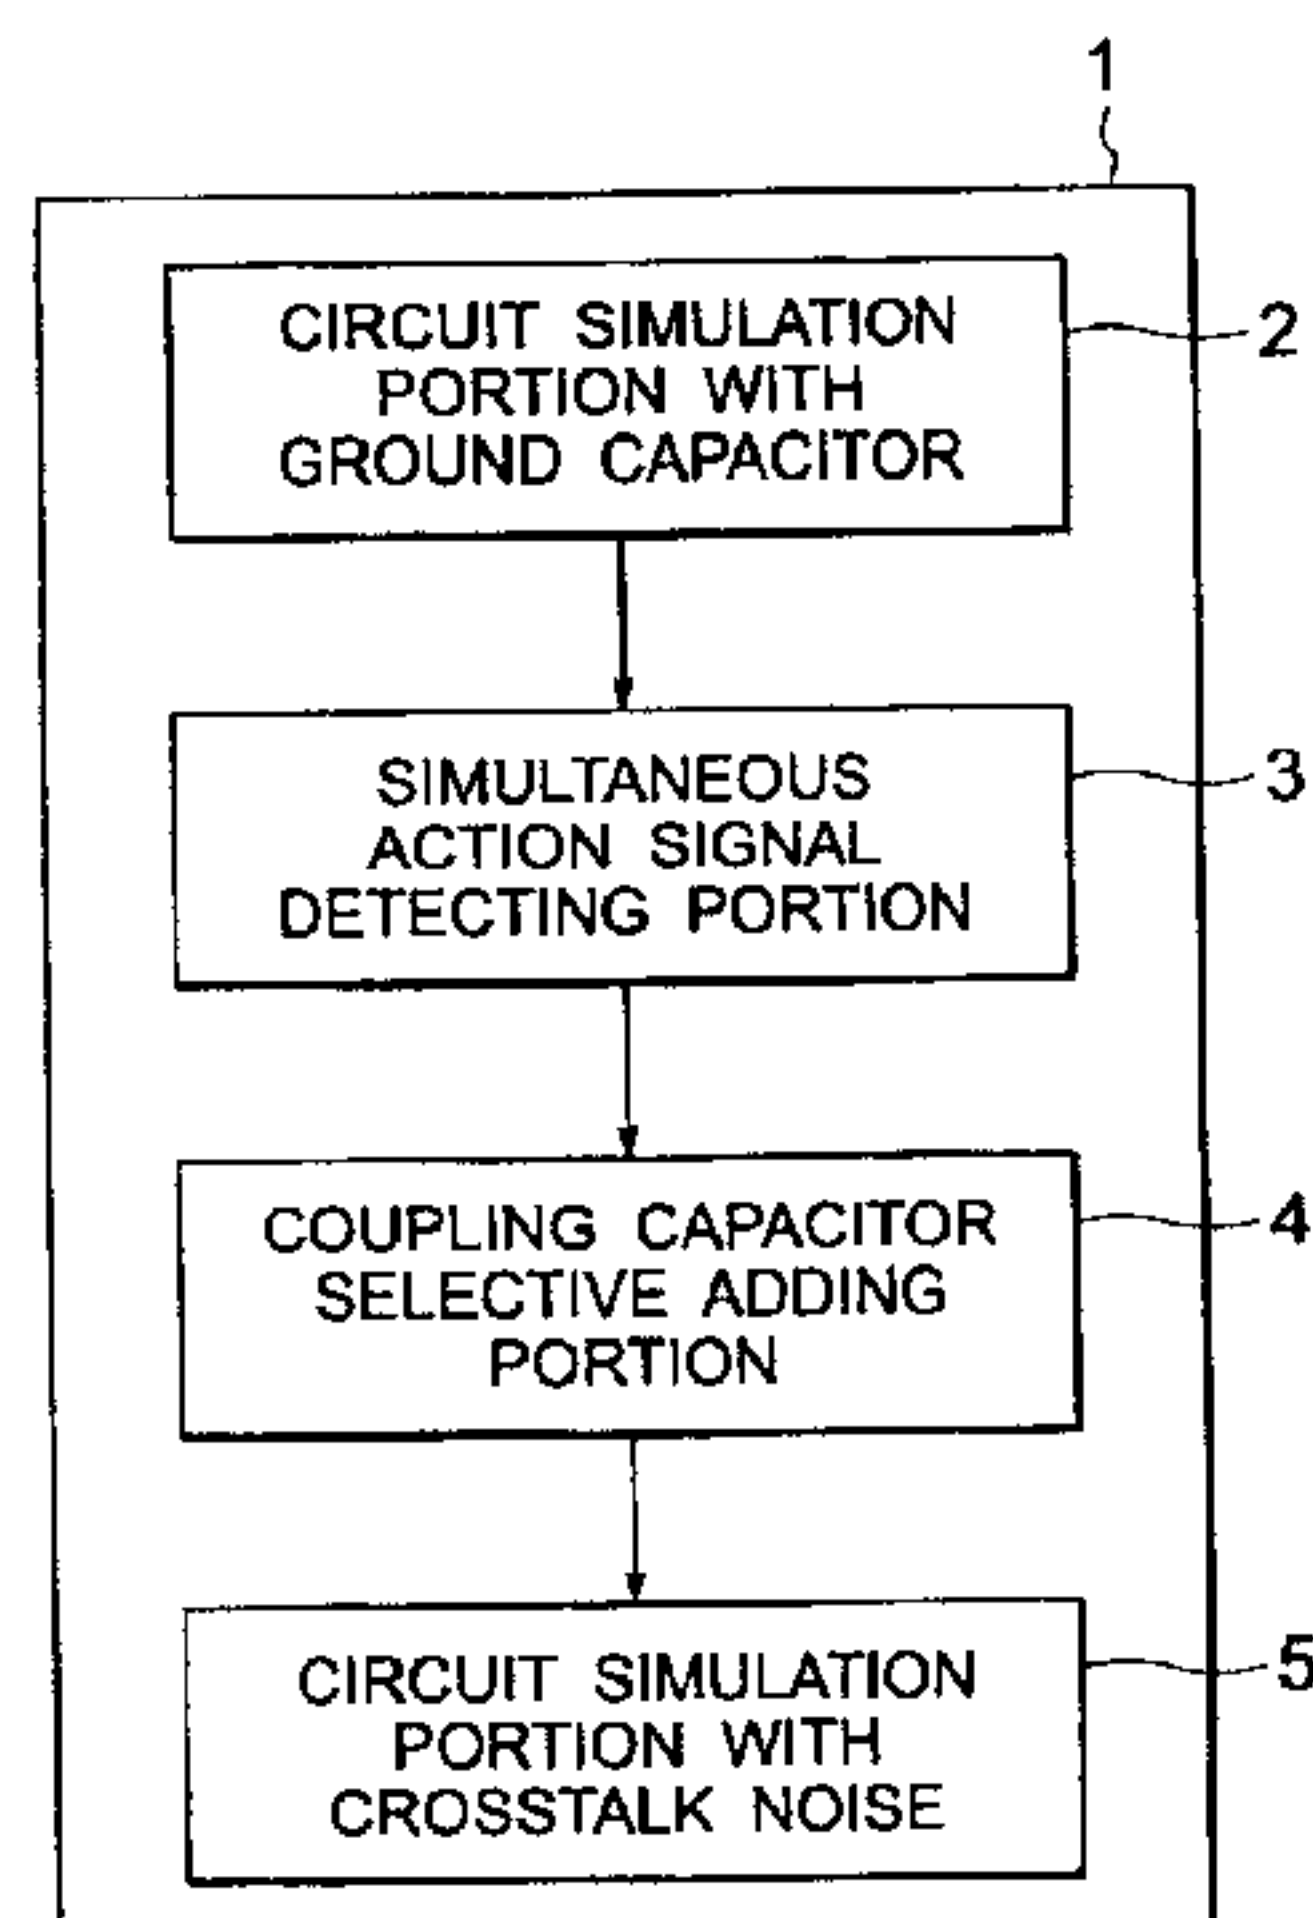 1
CIRCUIT SIMULATION
PORTION WITH
GROUND CAPACITOR
2
SIMULTANEOUS
ACTION SIGNAL
DETECTING PORTION
3
COUPLING CAPACITOR
SELECTIVE ADDING
PORTION
4
CIRCUIT SIMULATION
PORTION WITH
CROSSTALK NOISE
5